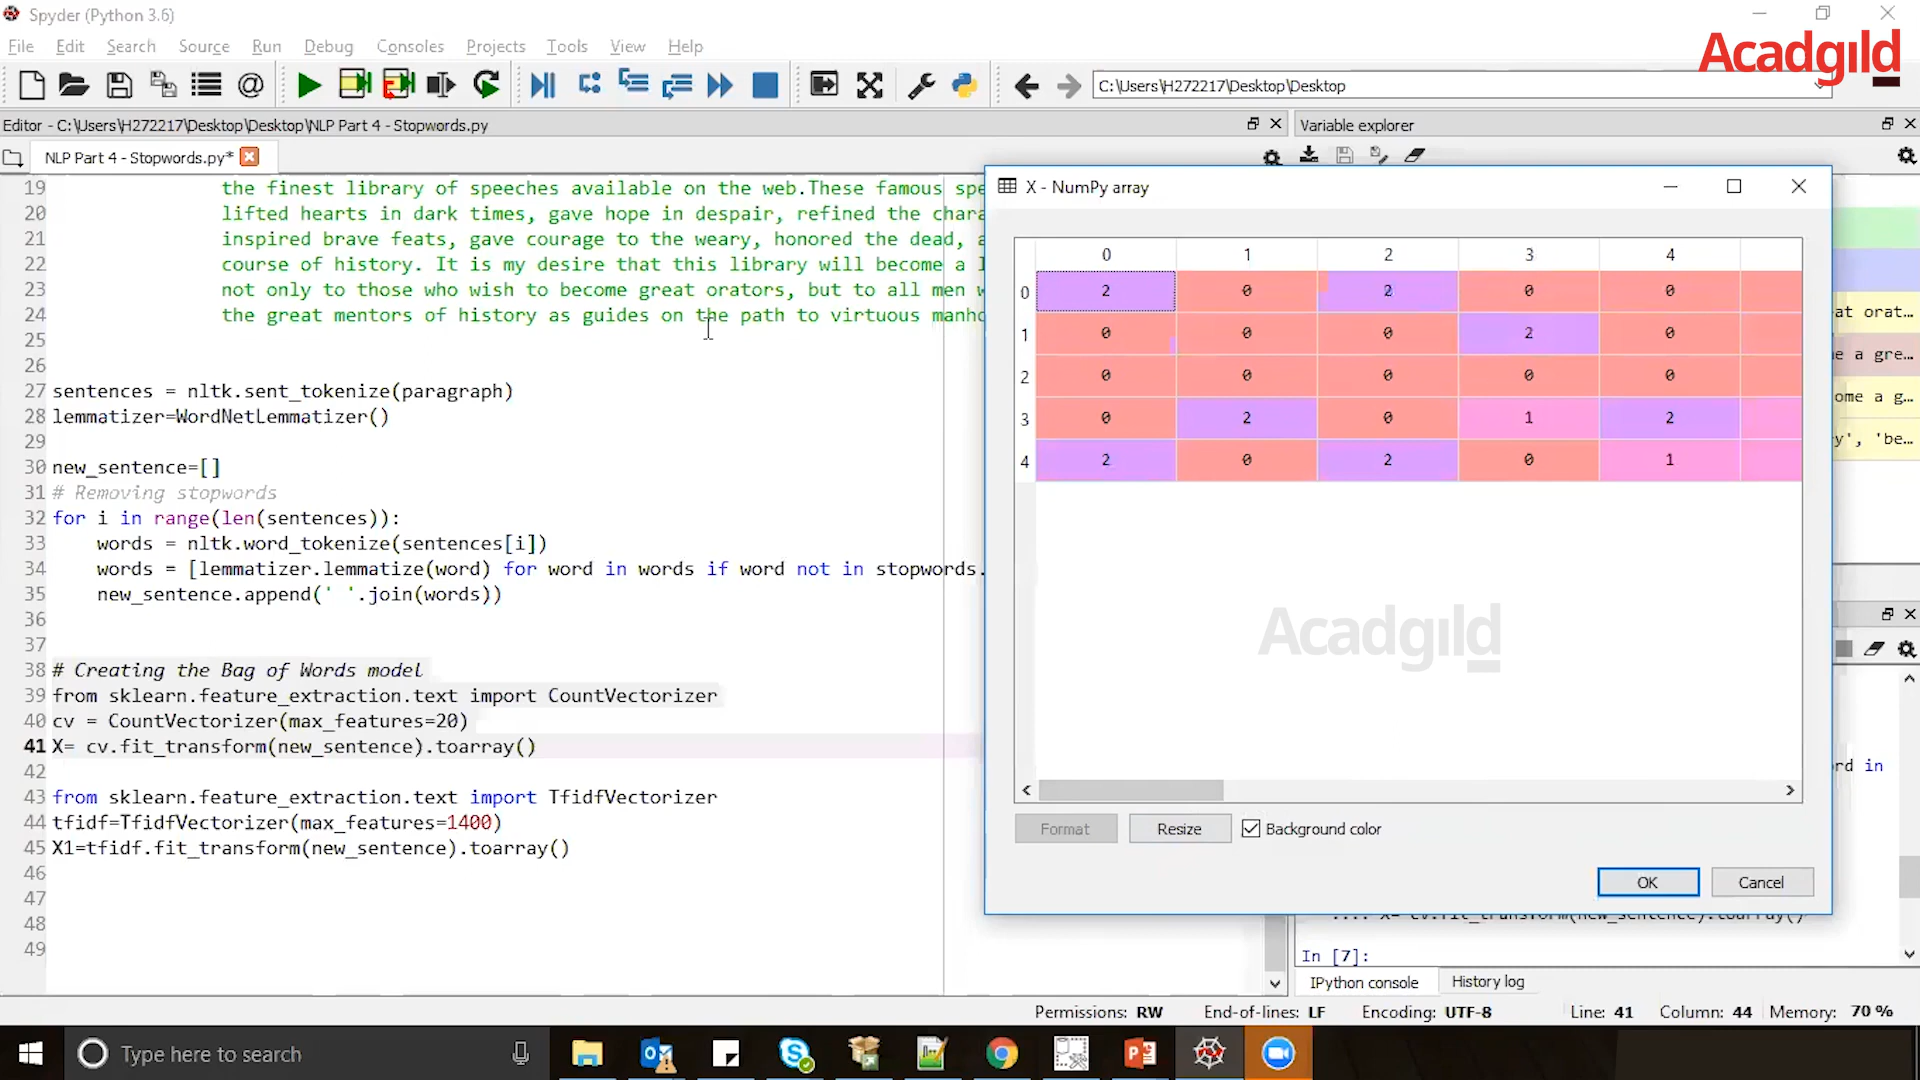 Spyder (Python 3.6)
Acadgild
File Edit Search Source Run Debug Consoles Projects Tools View Help
C:\Users\H272217\Desktop\Desktop
Editor - C:\Users\H272217\Desktop\Desktop\NLP Part 4 - Stopwords.py
Variable explorer
NLP Part 4 - Stopwords.py*
19 the finest library of speeches available on the web.These famous spe
20 lifted hearts in dark times, gave hope in despair, refined the chara
21 inspired brave feats, gave courage to the weary, honored the dead, a
22 course of history. It is my desire that this library will become a l
23 not only to those who wish to become great orators, but to all men w
24 the great mentors of history as guides on the path to virtuous manho
25
26
27 sentences = nltk.sent_tokenize(paragraph)
28 lemmatizer=WordNetLemmatizer()
29
30 new_sentence=[]
31 # Removing stopwords
32 for i in range(len(sentences)):
33 words = nltk.word_tokenize(sentences[i])
34 words = [lemmatizer.lemmatize(word) for word in words if word not in stopwords.
35 new_sentence.append(' '.join(words))
36
37
38 # Creating the Bag of Words model
39 from sklearn.feature_extraction.text import CountVectorizer
40 cv = CountVectorizer(max_features=20)
41 X= cv.fit_transform(new_sentence).toarray()
42
43 from sklearn.feature_extraction.text import TfidfVectorizer
44 tfidf=TfidfVectorizer(max_features=1400)
45 X1=tfidf.fit_transform(new_sentence).toarray()
46
47
48
49
X - NumPy array
0 1 2 3 4
0 2 0 2 0 0
1 0 0 0 2 0
2 0 0 0 0 0
3 0 2 0 1 2
4 2 0 2 0 1
Acadgild
Format Resize Background color
OK Cancel
at orat...
e a gre...
ome a g...
y', 'be...
rd in
...: X= cv.fit_transform(new_sentence).toarray()
In [7]:
IPython console History log
Permissions: RW End-of-lines: LF Encoding: UTF-8 Line: 41 Column: 44 Memory: 70 %
Type here to search